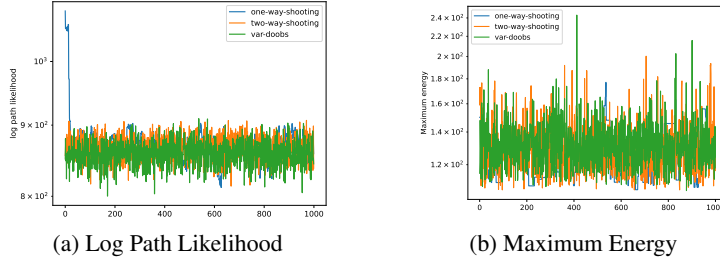 one-way-shooting
two-way-shooting
var-doobs
log path likelihood
10³
9 × 10²
8 × 10²
0 200 400 600 800 1000
(a) Log Path Likelihood
one-way-shooting
two-way-shooting
var-doobs
Maximum energy
2.4 × 10²
2.2 × 10²
2 × 10²
1.8 × 10²
1.6 × 10²
1.4 × 10²
1.2 × 10²
0 200 400 600 800 1000
(b) Maximum Energy